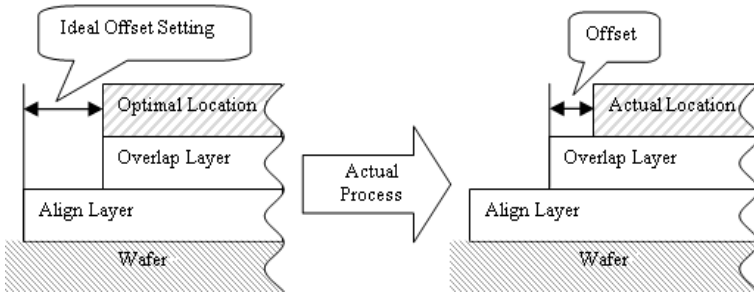 Ideal Offset Setting
Optimal Location
Overlap Layer
Align Layer
Wafer
Actual
Process
Offset
Actual Location
Overlap Layer
Align Layer
Wafer